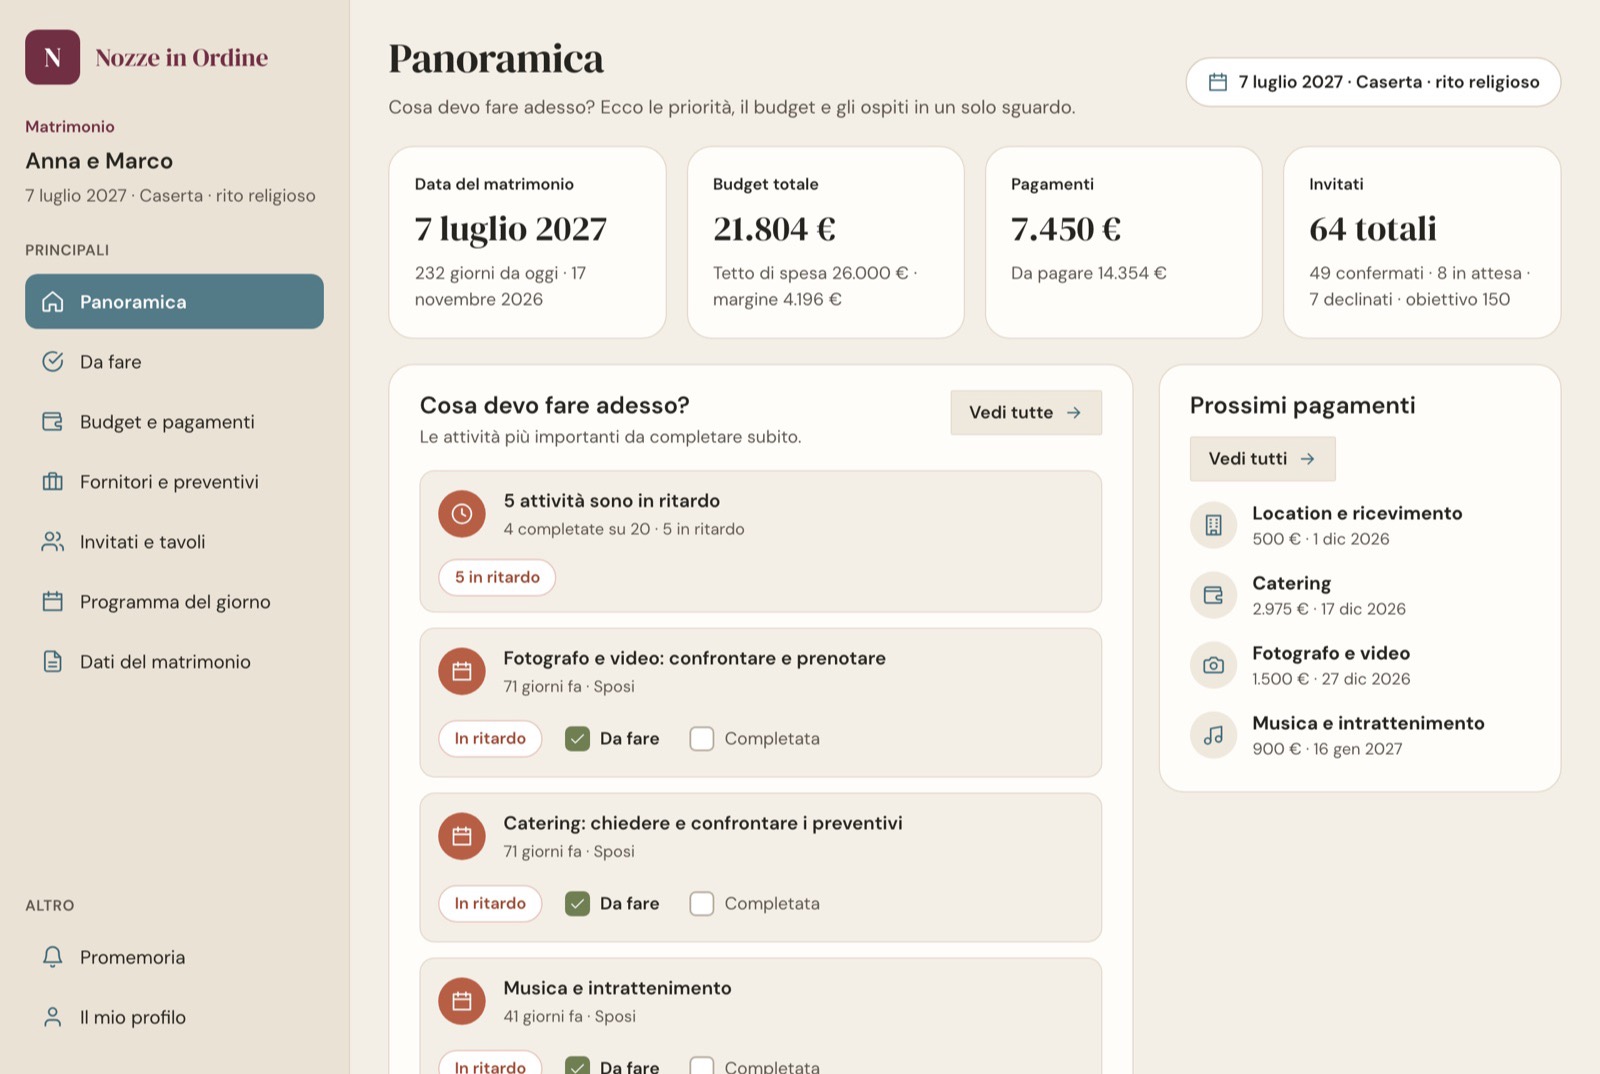 N
Nozze in Ordine
Matrimonio
Anna e Marco
7 luglio 2027 · Caserta · rito religioso
PRINCIPALI
Panoramica
Da fare
Budget e pagamenti
Fornitori e preventivi
Invitati e tavoli
Programma del giorno
Dati del matrimonio
ALTRO
Promemoria
Il mio profilo
Panoramica
Cosa devo fare adesso? Ecco le priorità, il budget e gli ospiti in un solo sguardo.
7 luglio 2027 · Caserta · rito religioso
Data del matrimonio
7 luglio 2027
232 giorni da oggi · 17
novembre 2026
Budget totale
21.804 €
Tetto di spesa 26.000 € ·
margine 4.196 €
Pagamenti
7.450 €
Da pagare 14.354 €
Invitati
64 totali
49 confermati · 8 in attesa ·
7 declinati · obiettivo 150
Cosa devo fare adesso?
Le attività più importanti da completare subito.
Vedi tutte →
5 attività sono in ritardo
4 completate su 20 · 5 in ritardo
5 in ritardo
Fotografo e video: confrontare e prenotare
71 giorni fa · Sposi
In ritardo Da fare Completata
Catering: chiedere e confrontare i preventivi
71 giorni fa · Sposi
In ritardo Da fare Completata
Musica e intrattenimento
41 giorni fa · Sposi
In ritardo Da fare Completata
Prossimi pagamenti
Vedi tutti →
Location e ricevimento
500 € · 1 dic 2026
Catering
2.975 € · 17 dic 2026
Fotografo e video
1.500 € · 27 dic 2026
Musica e intrattenimento
900 € · 16 gen 2027